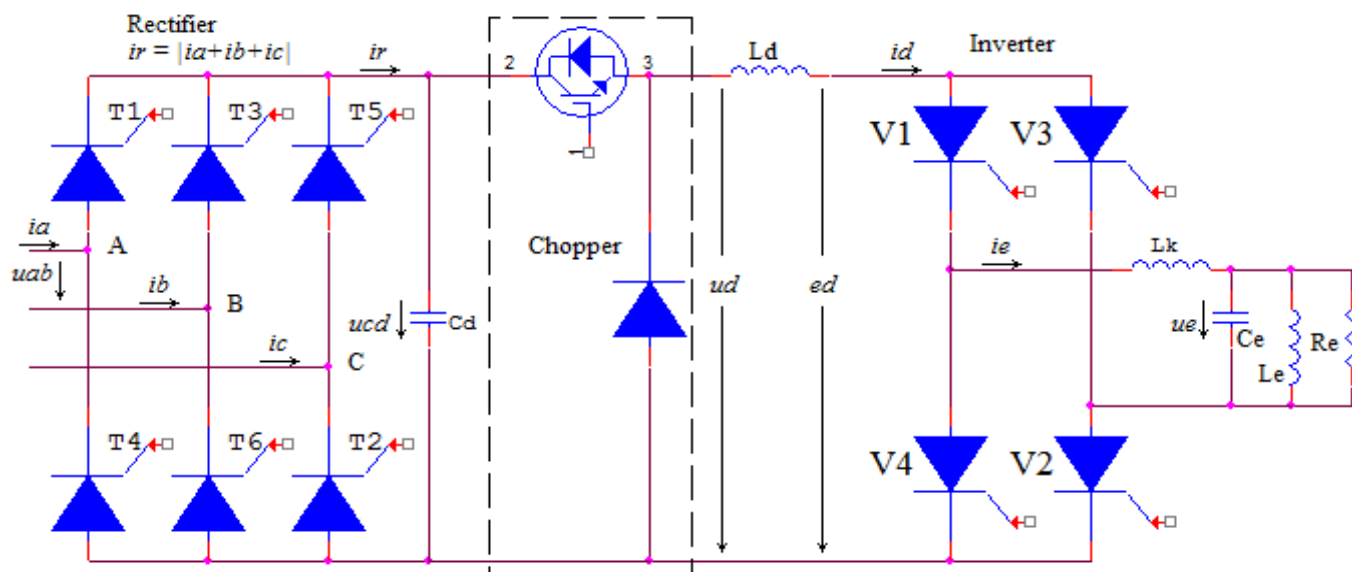 Rectifier
ir = |ia+ib+ic|
ir
2
3
Ld
id
Inverter
T1
T3
T5
V1
V3
1
ia
A
uab
ib
B
ic
C
ucd
Cd
Chopper
ud
ed
ie
Lk
ue
Ce
Le
Re
T4
T6
T2
V4
V2